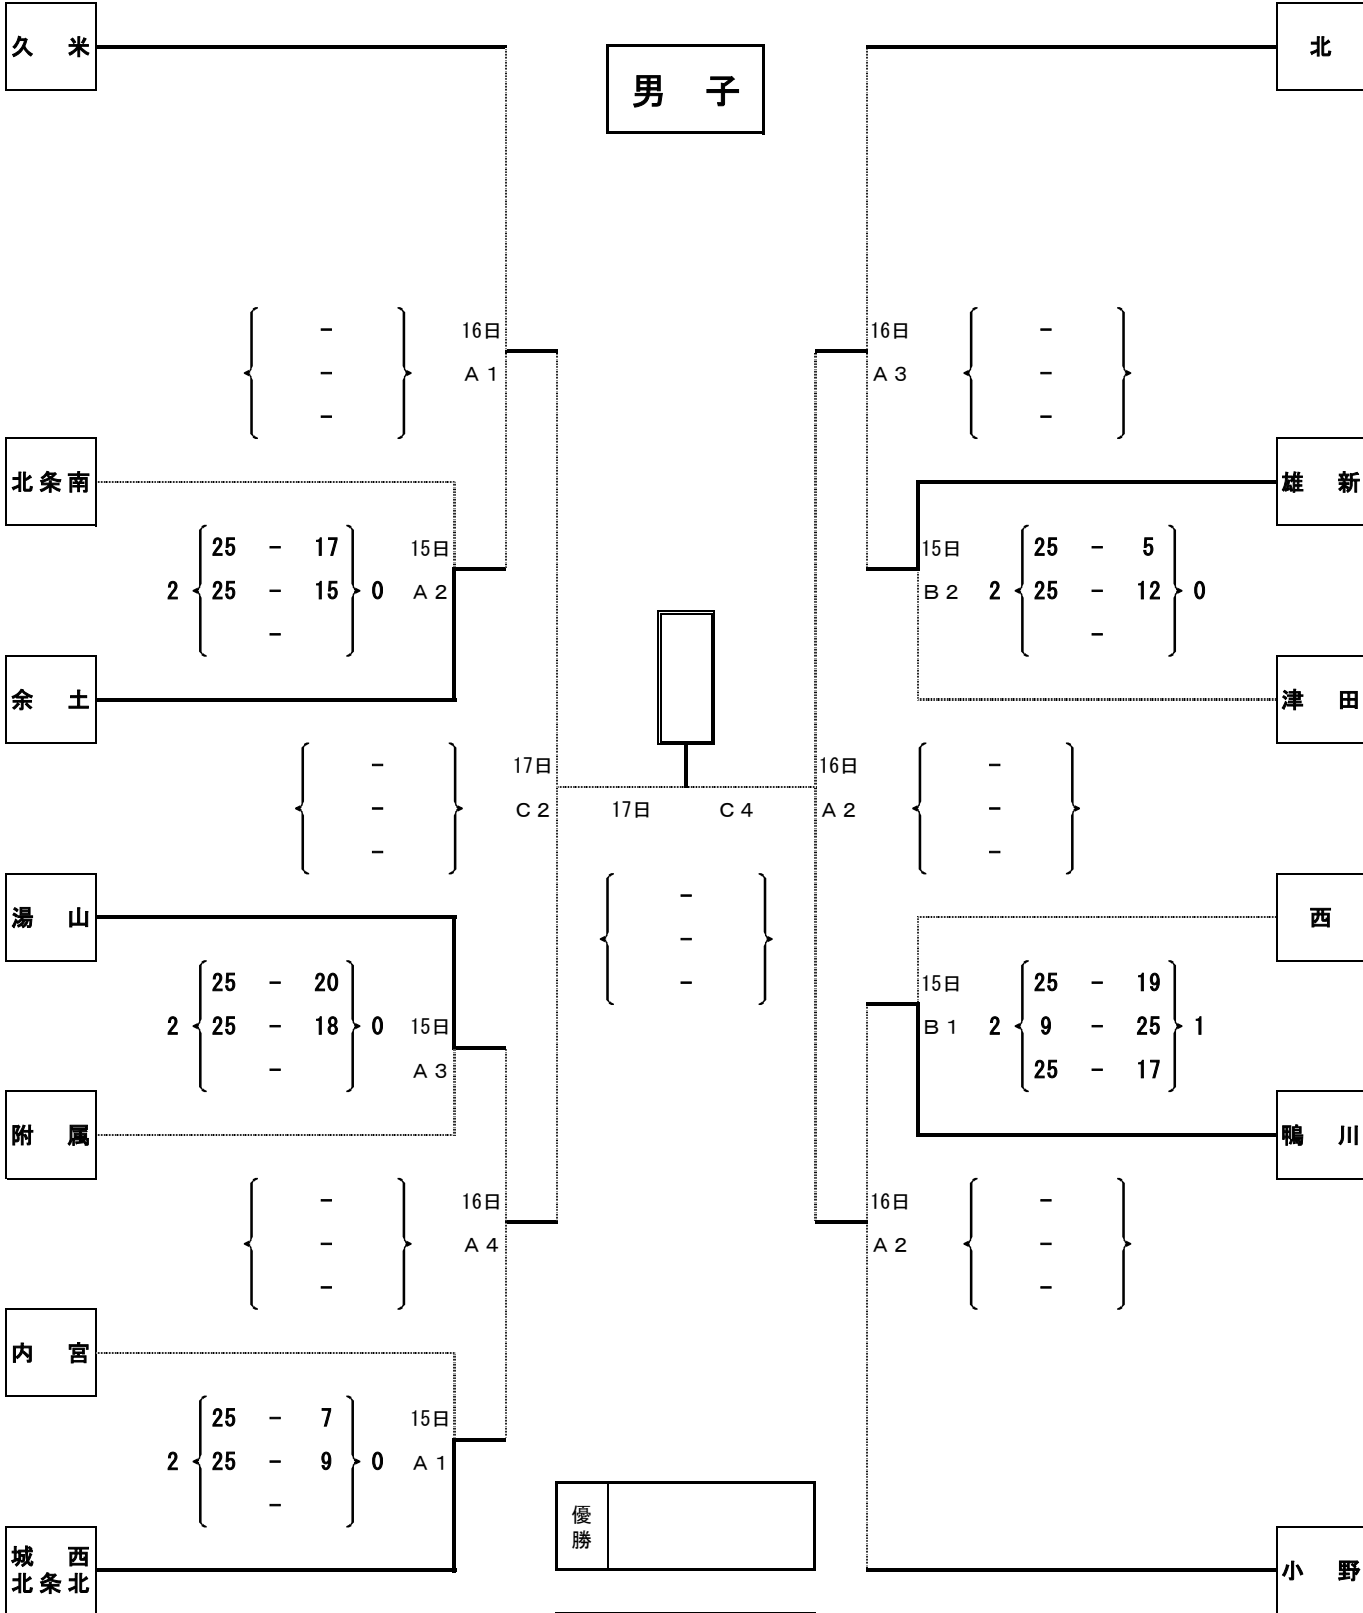 久　米
男　子
北
－ 16日 16日 －
－ Ａ１ Ａ３ －
－ －
北条南 雄　新
25 － 17 15日 15日 25 － 5
2 25 － 15 0 Ａ２ Ｂ２ 2 25 － 12 0
－ －
余　土 津　田
－ 17日 16日 －
－ Ｃ２ 17日 Ｃ４ Ａ２ －
－ －
－
湯　山 西
－
25 － 20 － 15日 25 － 19
2 25 － 18 0 15日 Ｂ１ 2 9 － 25 1
－ Ａ３ 25 － 17
附　属 鴨　川
－ 16日 16日 －
－ Ａ４ Ａ２ －
－ －
内　宮
25 － 7 15日
2 25 － 9 0 Ａ１
－
優勝
城　西
北条北
小　野